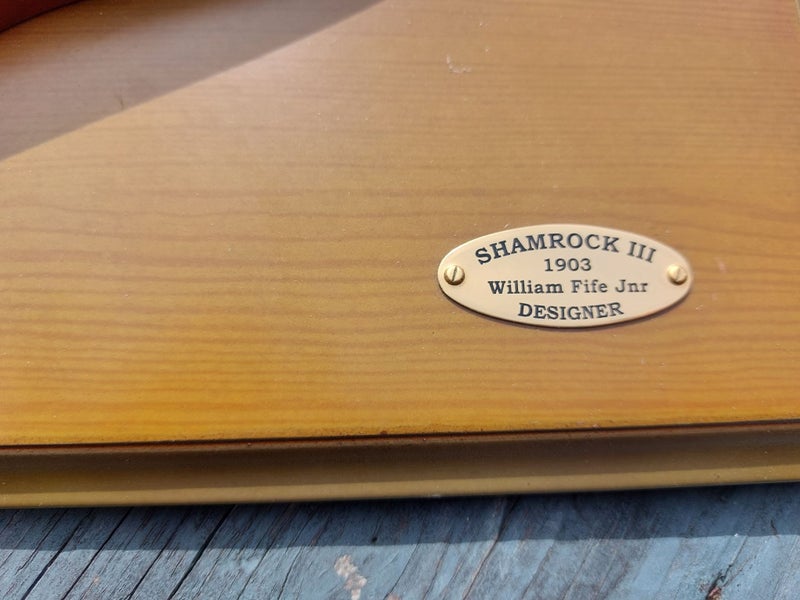 SHAMROCK III
1903
William Fife Jnr
DESIGNER